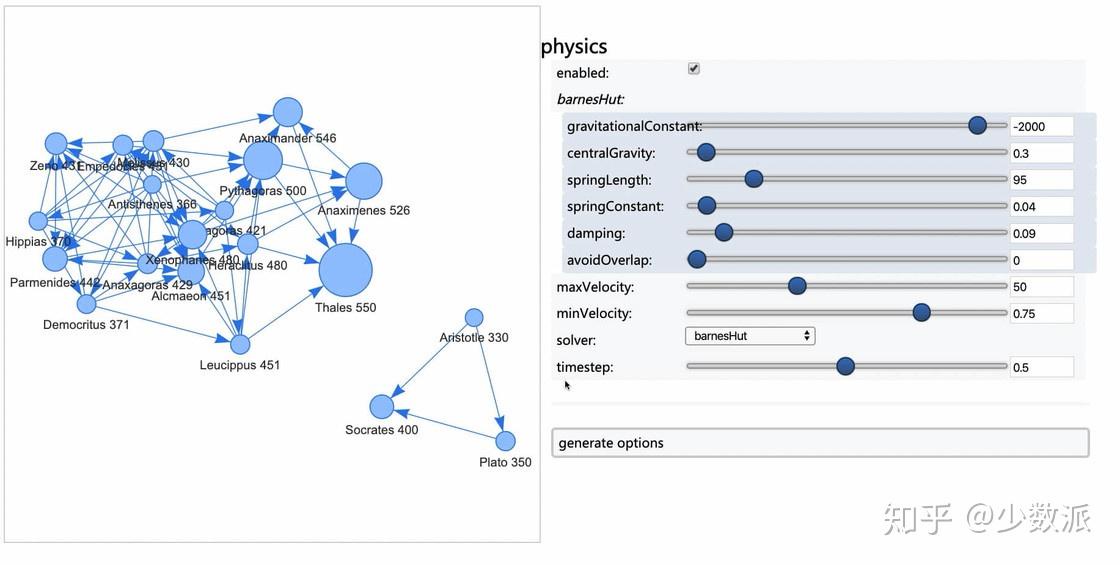 Anaximander 546
Zeno 431
Empedocles 451
Melissus 430
Pythagoras 500
Antisthenes 366
Anaximenes 526
agoras 421
Hippias 370
Xenophanes 480
Heraclitus 480
Parmenides 442
Anaxagoras 429
Alcmaeon 451
Thales 550
Democritus 371
Leucippus 451
Aristotle 330
Socrates 400
Plato 350
physics
enabled:
barnesHut:
gravitationalConstant: -2000
centralGravity: 0.3
springLength: 95
springConstant: 0.04
damping: 0.09
avoidOverlap: 0
maxVelocity: 50
minVelocity: 0.75
solver: barnesHut
timestep: 0.5
generate options
知乎 @少数派